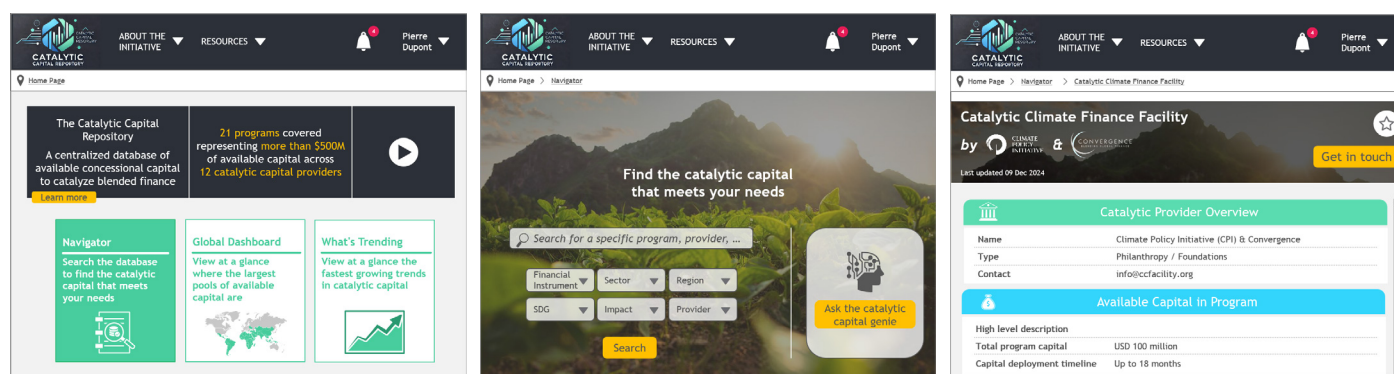 CATALYTIC
CAPITAL REPORTORY
ABOUT THE
INITIATIVE
RESOURCES
4
Pierre
Dupont
Home Page
The Catalytic Capital
Repository
A centralized database of
available concessional capital
to catalyze blended finance
Learn more
21 programs covered
representing more than $500M
of available capital across
12 catalytic capital providers
Navigator
Search the database
to find the catalytic
capital that meets
your needs
Global Dashboard
View at a glance
where the largest
pools of available
capital are
What's Trending
View at a glance the
fastest growing trends
in catalytic capital
CATALYTIC
CAPITAL REPORTORY
ABOUT THE
INITIATIVE
RESOURCES
4
Pierre
Dupont
Home Page > Navigator
Find the catalytic capital
that meets your needs
Search for a specific program, provider, ...
Financial
Instrument
Sector
Region
SDG
Impact
Provider
Search
Ask the catalytic
capital genie
CATALYTIC
CAPITAL REPORTORY
ABOUT THE
INITIATIVE
RESOURCES
4
Pierre
Dupont
Home Page > Navigator > Catalytic Climate Finance Facility
Catalytic Climate Finance Facility
by CLIMATE POLICY INITIATIVE & CONVERGENCE
Get in touch
Last updated 09 Dec 2024
Catalytic Provider Overview
Name Climate Policy Initiative (CPI) & Convergence
Type Philanthropy / Foundations
Contact info@ccfacility.org
Available Capital in Program
High level description
Total program capital USD 100 million
Capital deployment timeline Up to 18 months